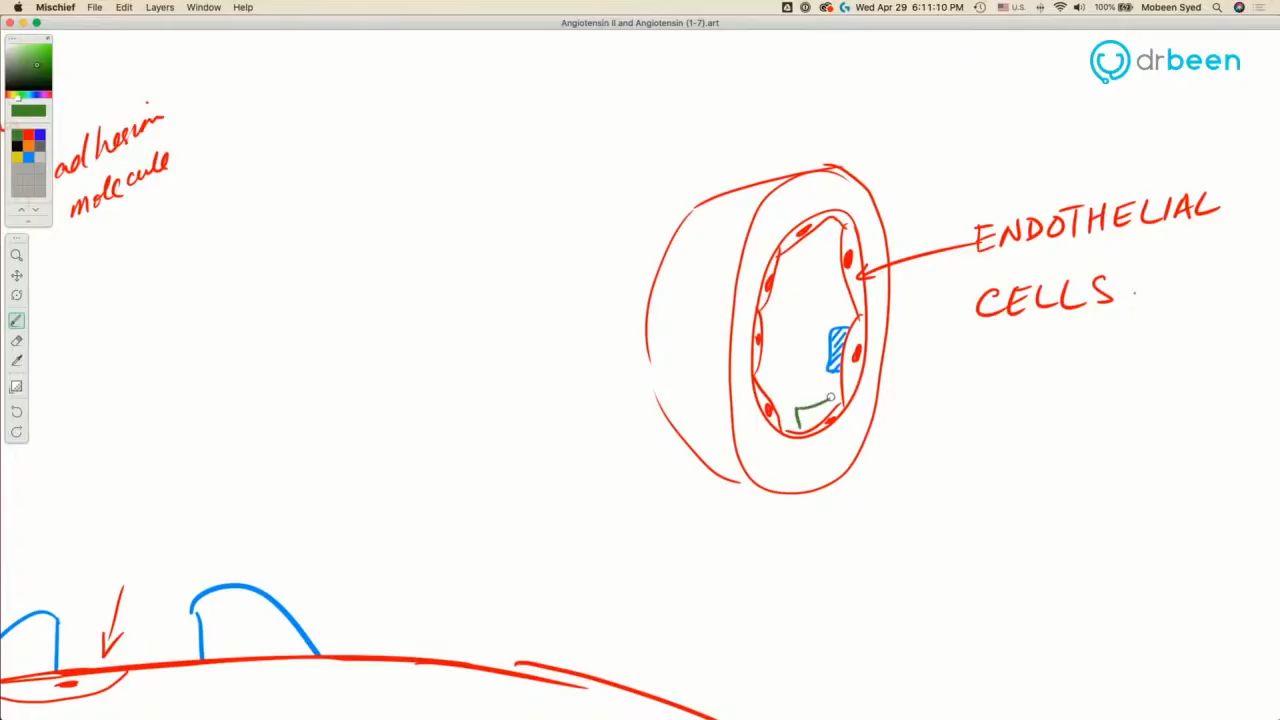 Mischief File Edit Layers Window Help U.S. 100% Wed Apr 29 6:11:10 PM Mobeen Syed
Angiotensin II and Angiotensin (1-7).art
drbeen
adhesion
molecule
ENDOTHELIAL
CELLS